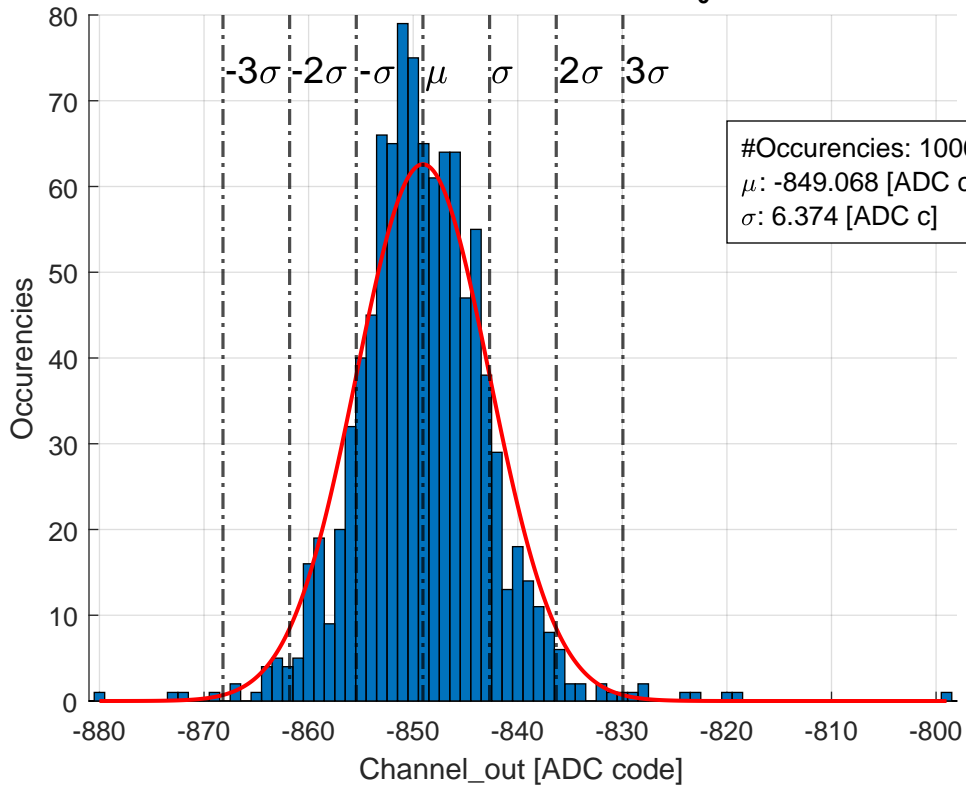 80
70
60
50
40
30
20
10
0
Occurencies
-3σ -2σ -σ μ σ 2σ 3σ
#Occurencies:
μ: -849.068 [ADC
σ: 6.374 [ADC c]
-880 -870 -860 -850 -840 -830 -820 -810 -800
Channel_out [ADC code]